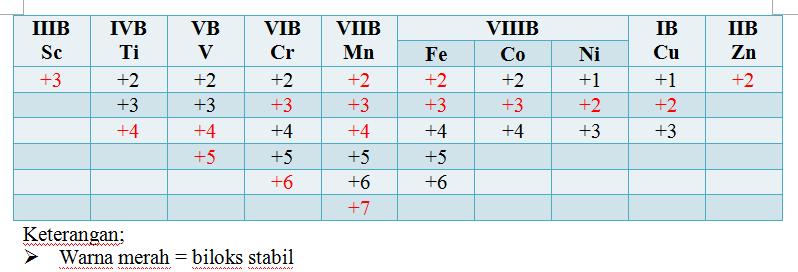 IIIB IVB VB VIB VIIB VIIIB IB IIB
Sc Ti V Cr Mn Fe Co Ni Cu Zn
+3 +2 +2 +2 +2 +2 +2 +1 +1 +2
+3 +3 +3 +3 +3 +3 +2 +2
+4 +4 +4 +4 +4 +4 +3 +3
+5 +5 +5 +5
+6 +6 +6
+7
Keterangan;
➤ Warna merah = biloks stabil